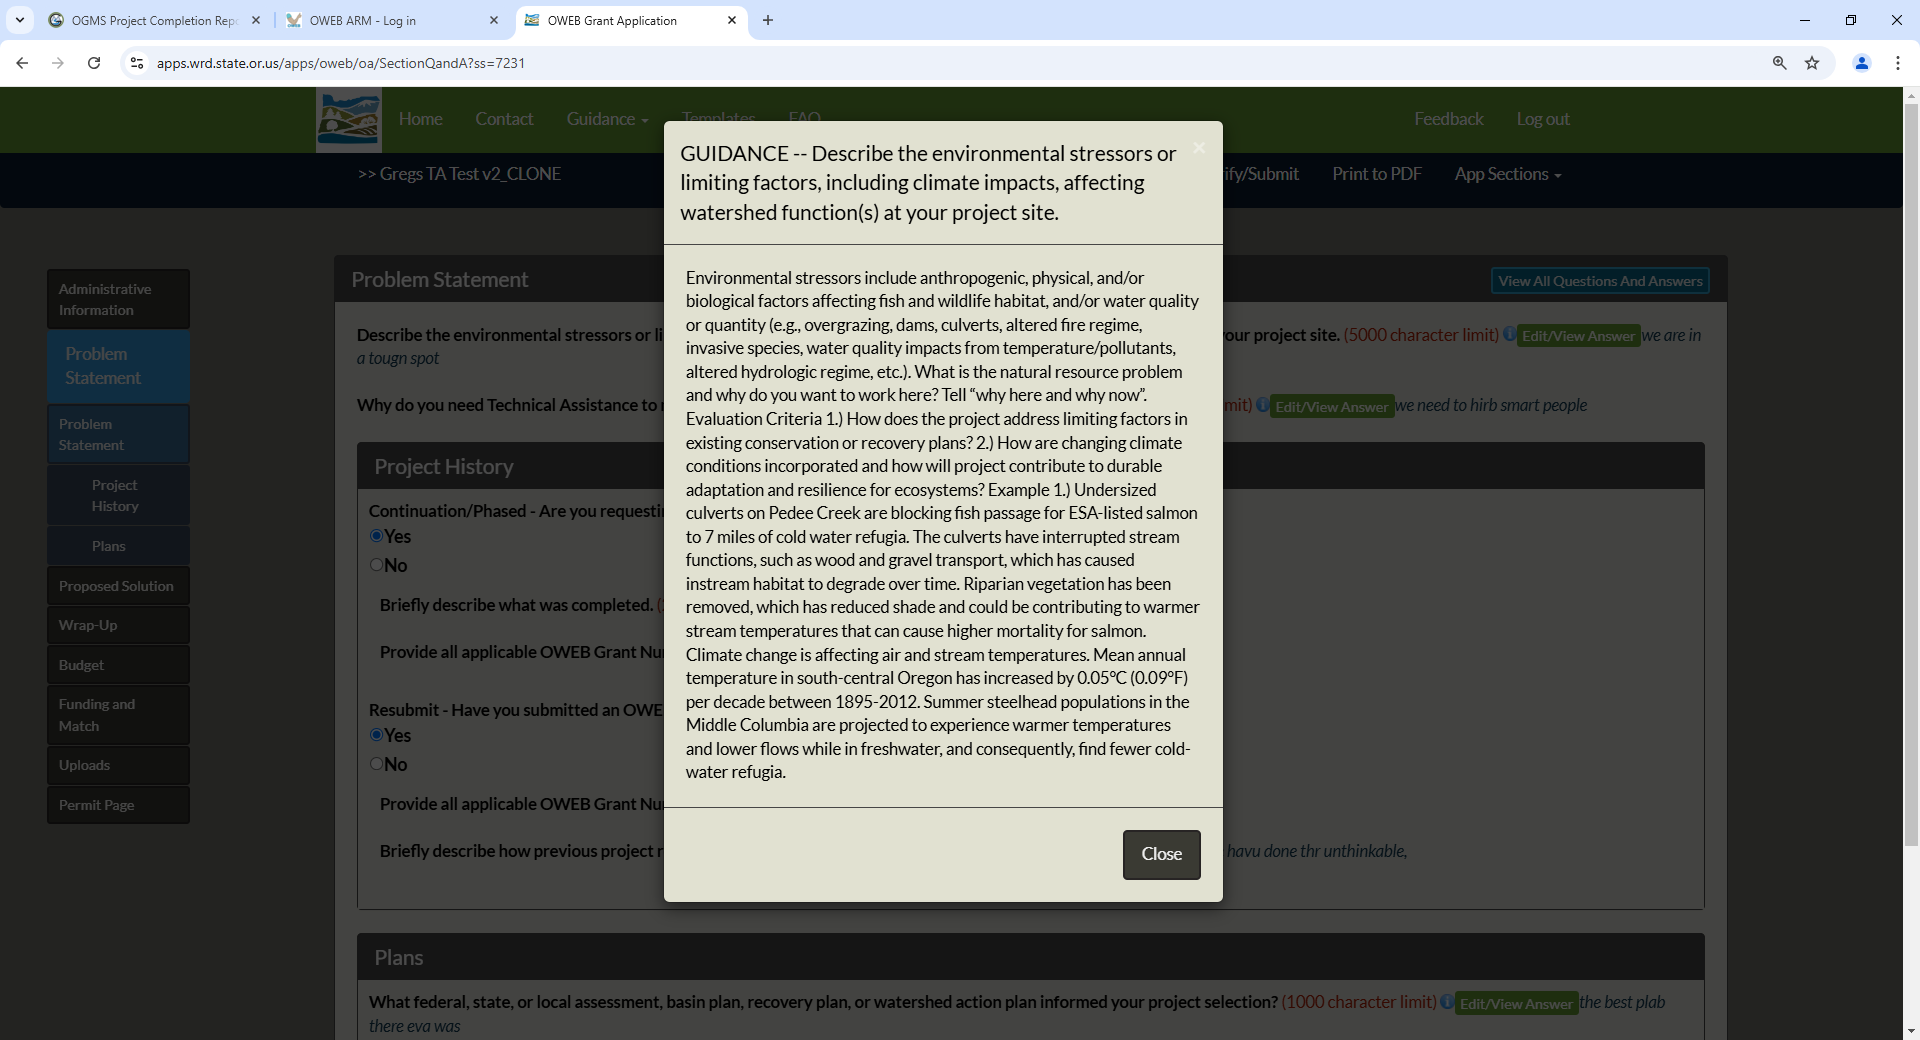 OGMS Project Completion Repo
OWEB ARM - Log in
OWEB Grant Application
apps.wrd.state.or.us/apps/oweb/oa/SectionQandA?ss=7231
Home Contact Guidance Templates FAQ Feedback Log out
>> Gregs TA Test v2_CLONE
ify/Submit Print to PDF App Sections
GUIDANCE -- Describe the environmental stressors or
limiting factors, including climate impacts, affecting
watershed function(s) at your project site.
Environmental stressors include anthropogenic, physical, and/or
biological factors affecting fish and wildlife habitat, and/or water quality
or quantity (e.g., overgrazing, dams, culverts, altered fire regime,
invasive species, water quality impacts from temperature/pollutants,
altered hydrologic regime, etc.). What is the natural resource problem
and why do you want to work here? Tell “why here and why now”.
Evaluation Criteria 1.) How does the project address limiting factors in
existing conservation or recovery plans? 2.) How are changing climate
conditions incorporated and how will project contribute to durable
adaptation and resilience for ecosystems? Example 1.) Undersized
culverts on Pedee Creek are blocking fish passage for ESA-listed salmon
to 7 miles of cold water refugia. The culverts have interrupted stream
functions, such as wood and gravel transport, which has caused
instream habitat to degrade over time. Riparian vegetation has been
removed, which has reduced shade and could be contributing to warmer
stream temperatures that can cause higher mortality for salmon.
Climate change is affecting air and stream temperatures. Mean annual
temperature in south-central Oregon has increased by 0.05°C (0.09°F)
per decade between 1895-2012. Summer steelhead populations in the
Middle Columbia are projected to experience warmer temperatures
and lower flows while in freshwater, and consequently, find fewer cold-
water refugia.
Close
Administrative
Information
Problem
Statement
Problem
Statement
Project
History
Plans
Proposed Solution
Wrap-Up
Budget
Funding and
Match
Uploads
Permit Page
Problem Statement
View All Questions And Answers
Describe the environmental stressors or li
our project site. (5000 character limit) Edit/View Answer we are in
a tougn spot
Why do you need Technical Assistance to
mit) Edit/View Answer we need to hirb smart people
Project History
Continuation/Phased - Are you requesti
Yes
No
Briefly describe what was completed. (
Provide all applicable OWEB Grant Nu
Resubmit - Have you submitted an OWE
Yes
No
Provide all applicable OWEB Grant Nu
Briefly describe how previous project r
havu done thr unthinkable,
Plans
What federal, state, or local assessment, basin plan, recovery plan, or watershed action plan informed your project selection? (1000 character limit) Edit/View Answer the best plab
there eva was